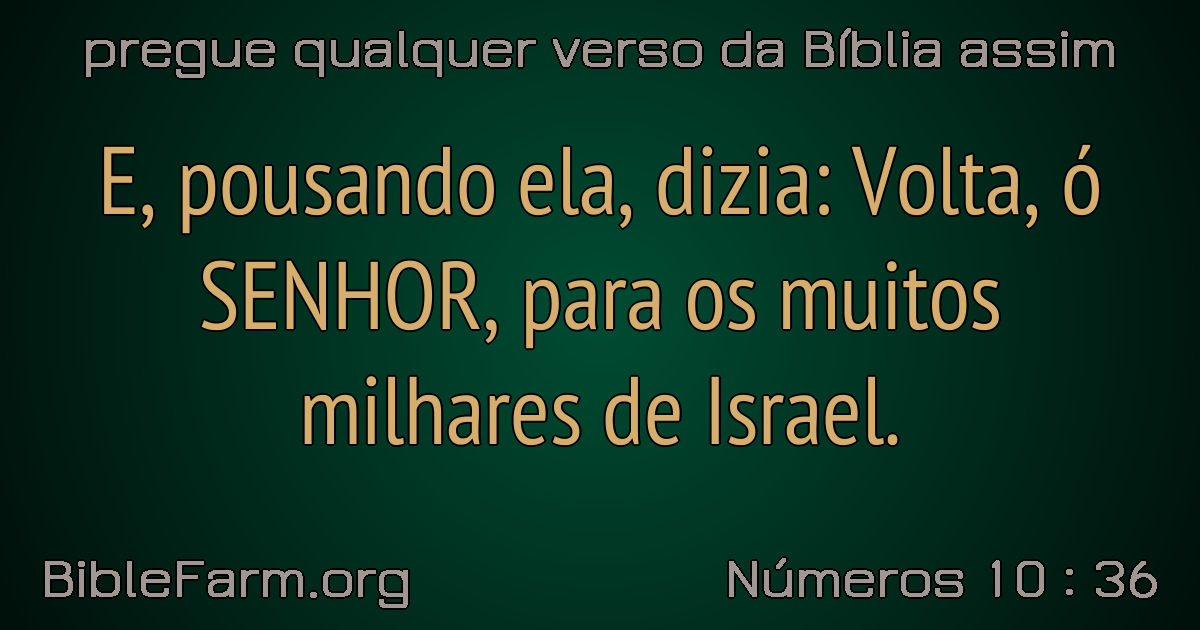 pregue qualquer verso da Bíblia assim
E, pousando ela, dizia: Volta, ó
SENHOR, para os muitos
milhares de Israel.
BibleFarm.org
Números 10 : 36